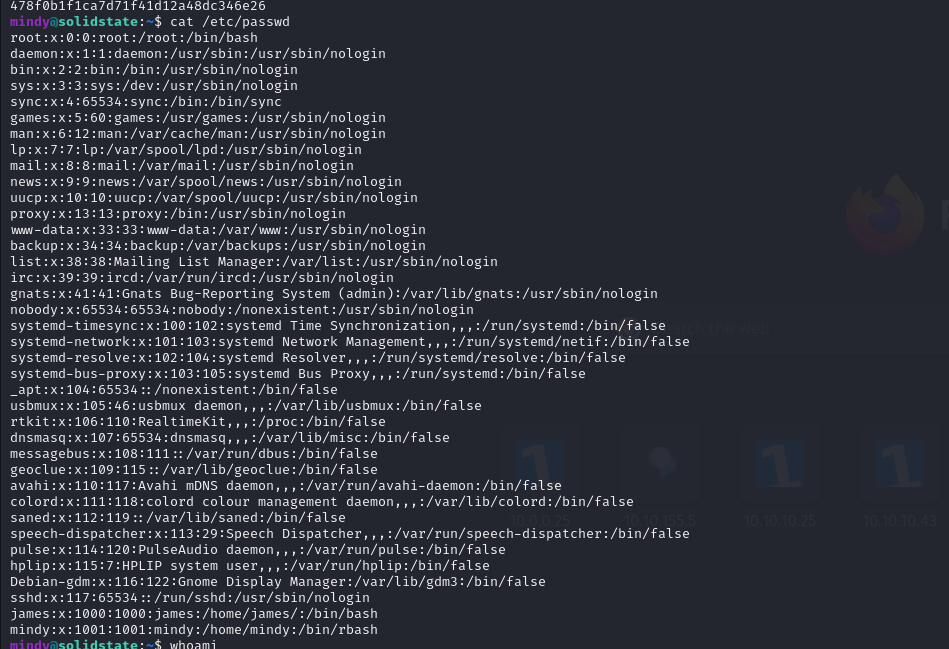 478f0b1f1ca7d71f41d12a48dc346e26
mindy@solidstate:~$ cat /etc/passwd
root:x:0:0:root:/root:/bin/bash
daemon:x:1:1:daemon:/usr/sbin:/usr/sbin/nologin
bin:x:2:2:bin:/bin:/usr/sbin/nologin
sys:x:3:3:sys:/dev:/usr/sbin/nologin
sync:x:4:65534:sync:/bin:/bin/sync
games:x:5:60:games:/usr/games:/usr/sbin/nologin
man:x:6:12:man:/var/cache/man:/usr/sbin/nologin
lp:x:7:7:lp:/var/spool/lpd:/usr/sbin/nologin
mail:x:8:8:mail:/var/mail:/usr/sbin/nologin
news:x:9:9:news:/var/spool/news:/usr/sbin/nologin
uucp:x:10:10:uucp:/var/spool/uucp:/usr/sbin/nologin
proxy:x:13:13:proxy:/bin:/usr/sbin/nologin
www-data:x:33:33:www-data:/var/www:/usr/sbin/nologin
backup:x:34:34:backup:/var/backups:/usr/sbin/nologin
list:x:38:38:Mailing List Manager:/var/list:/usr/sbin/nologin
irc:x:39:39:ircd:/var/run/ircd:/usr/sbin/nologin
gnats:x:41:41:Gnats Bug-Reporting System (admin):/var/lib/gnats:/usr/sbin/nologin
nobody:x:65534:65534:nobody:/nonexistent:/usr/sbin/nologin
systemd-timesync:x:100:102:systemd Time Synchronization,,,:/run/systemd:/bin/false
systemd-network:x:101:103:systemd Network Management,,,:/run/systemd/netif:/bin/false
systemd-resolve:x:102:104:systemd Resolver,,,:/run/systemd/resolve:/bin/false
systemd-bus-proxy:x:103:105:systemd Bus Proxy,,,:/run/systemd:/bin/false
_apt:x:104:65534::/nonexistent:/bin/false
usbmux:x:105:46:usbmux daemon,,,:/var/lib/usbmux:/bin/false
rtkit:x:106:110:RealtimeKit,,,:/proc:/bin/false
dnsmasq:x:107:65534:dnsmasq,,,:/var/lib/misc:/bin/false
messagebus:x:108:111::/var/run/dbus:/bin/false
geoclue:x:109:115::/var/lib/geoclue:/bin/false
avahi:x:110:117:Avahi mDNS daemon,,,:/var/run/avahi-daemon:/bin/false
colord:x:111:118:colord colour management daemon,,,:/var/lib/colord:/bin/false
saned:x:112:119::/var/lib/saned:/bin/false
speech-dispatcher:x:113:29:Speech Dispatcher,,,:/var/run/speech-dispatcher:/bin/false
pulse:x:114:120:PulseAudio daemon,,,:/var/run/pulse:/bin/false
hplip:x:115:7:HPLIP system user,,,:/var/run/hplip:/bin/false
Debian-gdm:x:116:122:Gnome Display Manager:/var/lib/gdm3:/bin/false
sshd:x:117:65534::/run/sshd:/usr/sbin/nologin
james:x:1000:1000:james:/home/james/:/bin/bash
mindy:x:1001:1001:mindy:/home/mindy:/bin/rbash
mindy@solidstate:~$ whoami
the web
10.0.0.25 10.10.155.5 10.10.10.25 10.10.10.43